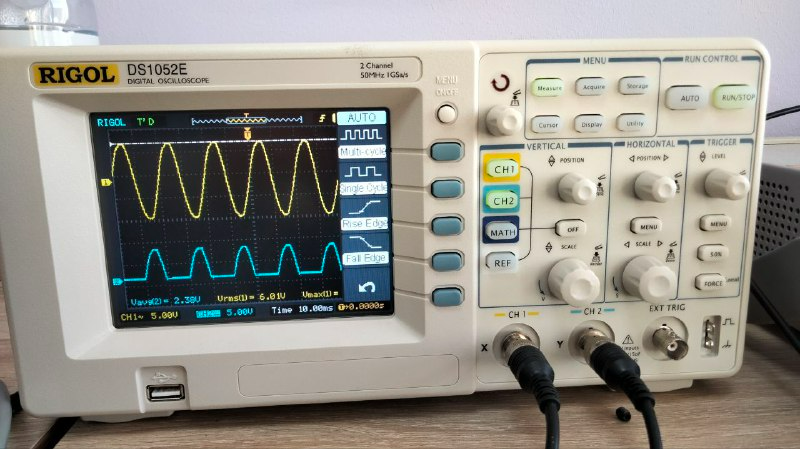 RIGOL DS1052E
DIGITAL OSCILLOSCOPE
2 Channel
50MHz 1GSa/s
MENU
ON/OFF
RIGOL T'D
AUTO
Multi-cycle
Single Cycle
Rise Edge
Fall Edge
Vavg(2)= 2.38V Vrms(1)= 6.01V Vmax(1)=
CH1~ 5.00V 5.00V Time 10.00ms 0.0000s
MENU
Measure Acquire Storage
Cursor Display Utility
RUN CONTROL
AUTO RUN/STOP
VERTICAL
POSITION
CH1
CH2
MATH
OFF
REF
SCALE
HORIZONTAL
POSITION
MENU
SCALE
TRIGGER
LEVEL
MENU
50%
FORCE
CH 1
CH 2
EXT TRIG
X
Y